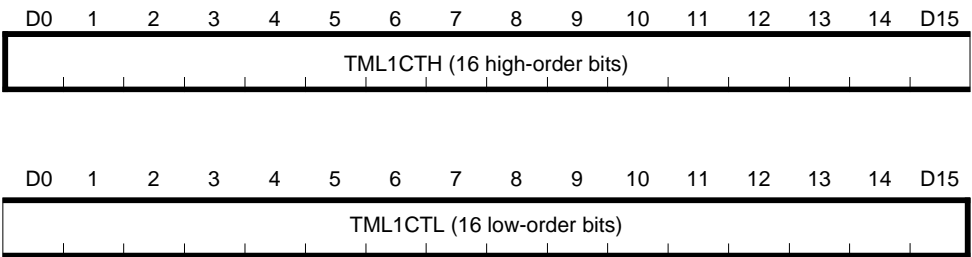 D0 1 2 3 4 5 6 7 8 9 10 11 12 13 14 D15
TML1CTH (16 high-order bits)
D0 1 2 3 4 5 6 7 8 9 10 11 12 13 14 D15
TML1CTL (16 low-order bits)